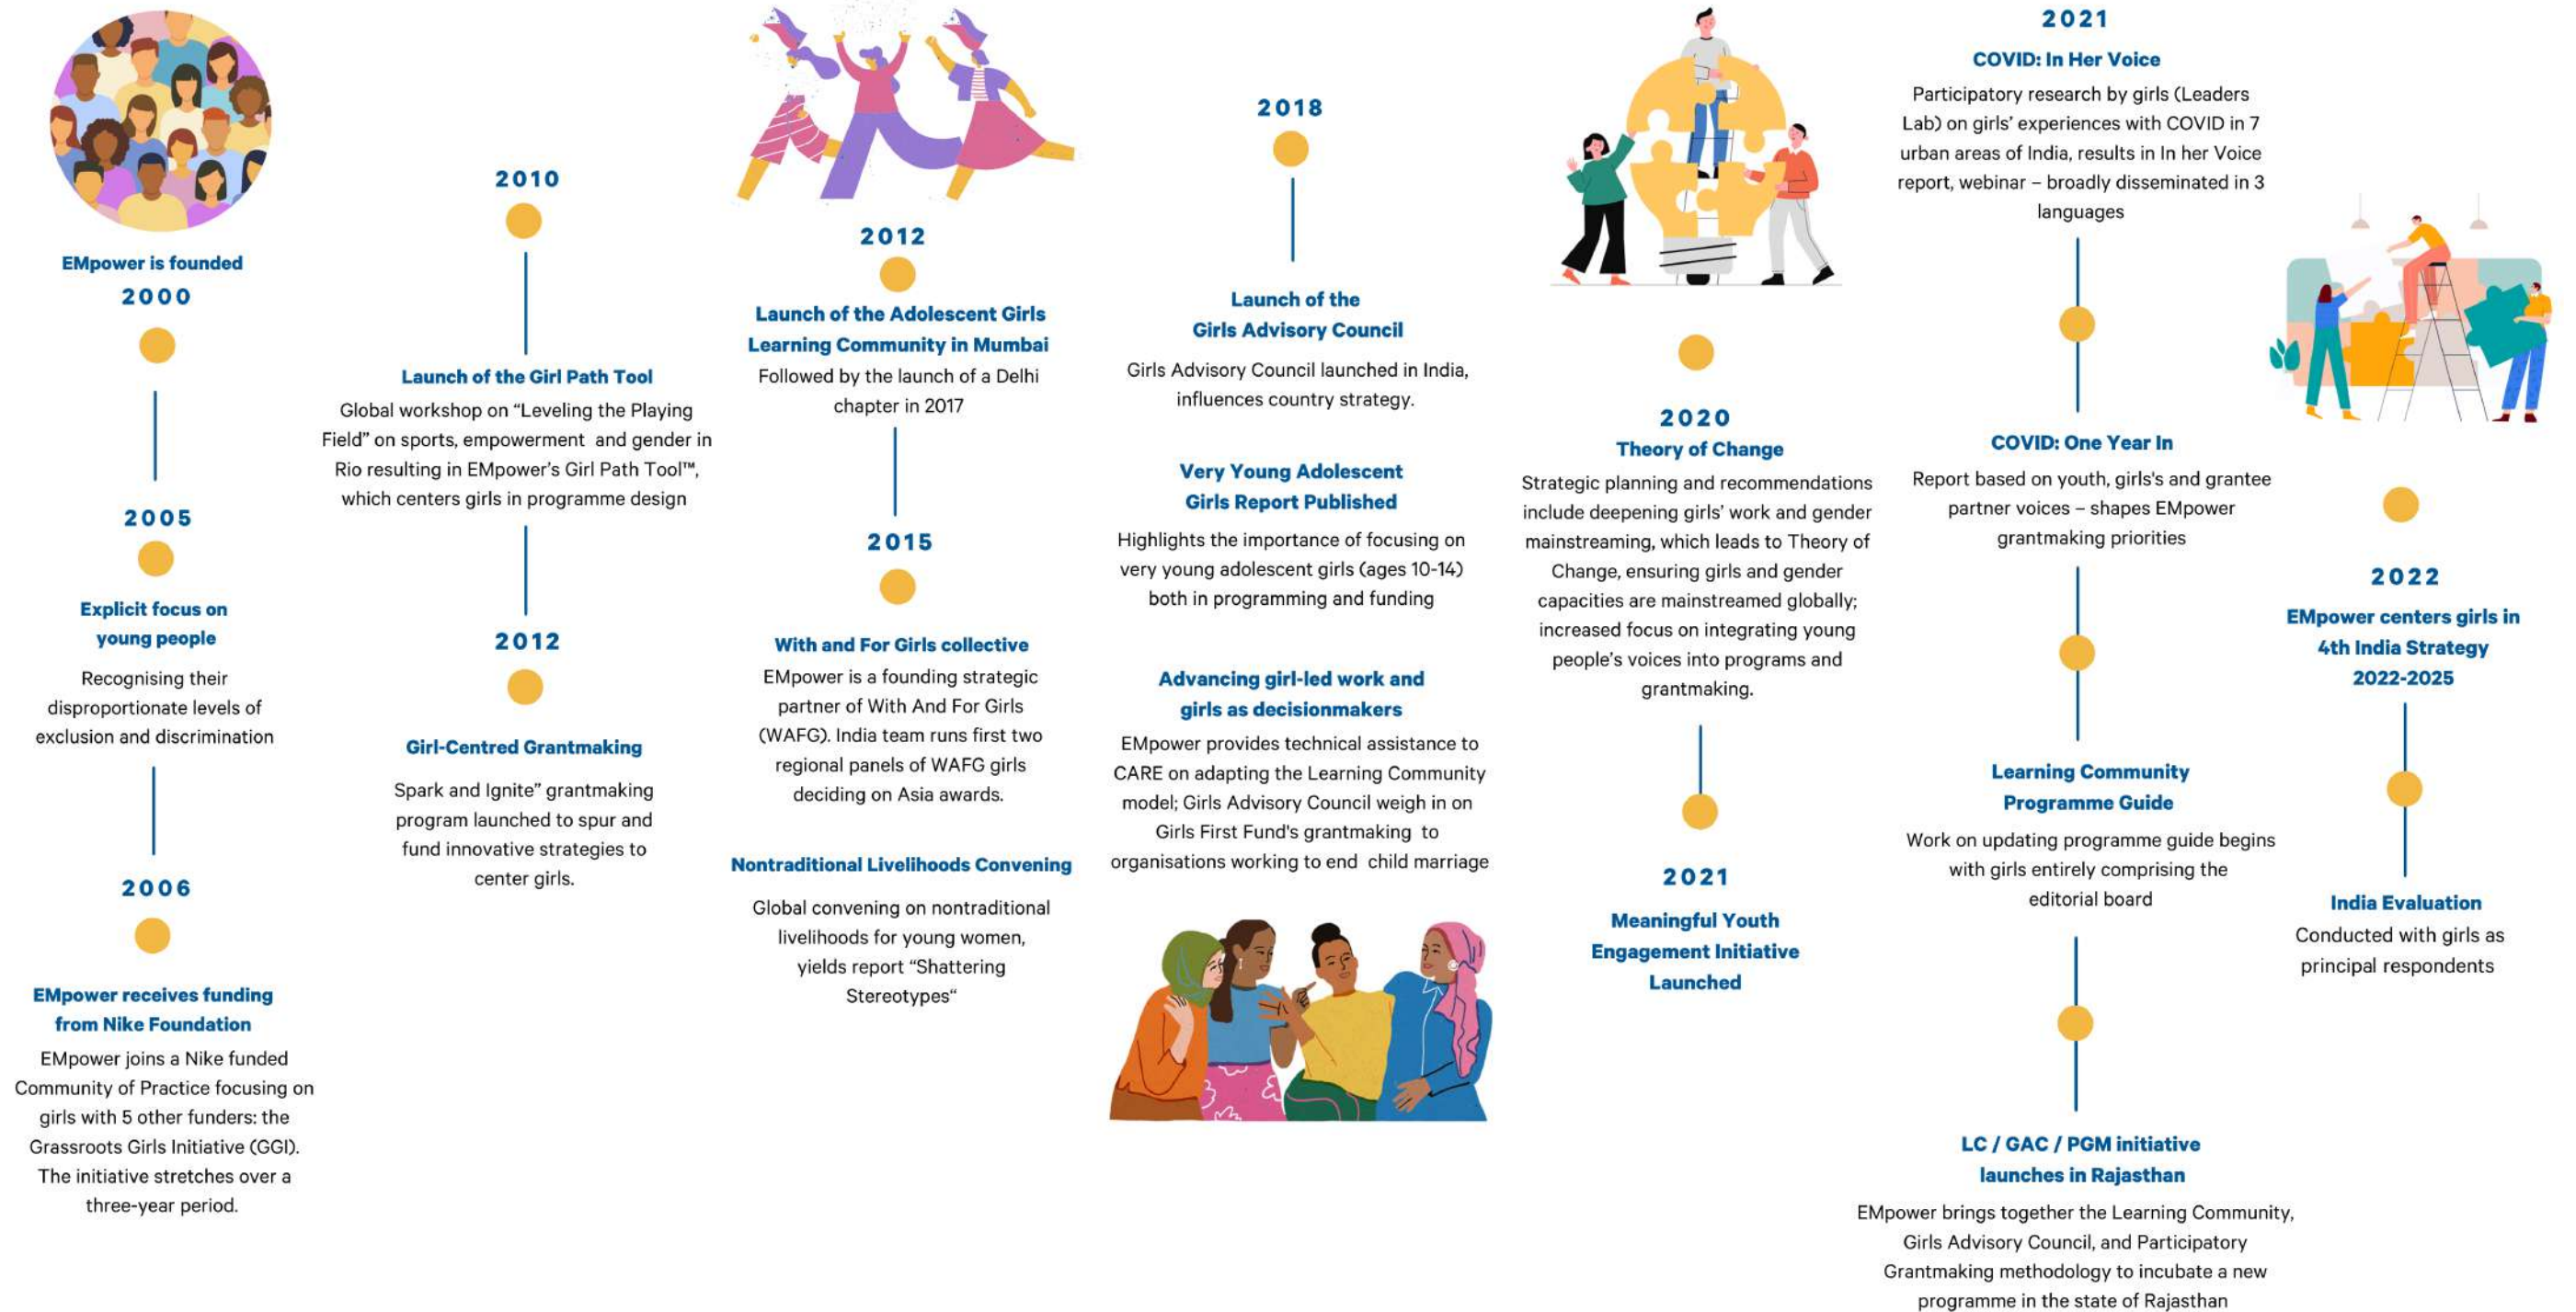 EMpower is founded
2000
2005
Explicit focus on
young people
Recognising their
disproportionate levels of
exclusion and discrimination
2006
EMpower receives funding
from Nike Foundation
EMpower joins a Nike funded
Community of Practice focusing on
girls with 5 other funders: the
Grassroots Girls Initiative (GGI).
The initiative stretches over a
three-year period.
2010
Launch of the Girl Path Tool
Global workshop on “Leveling the Playing
Field” on sports, empowerment and gender in
Rio resulting in EMpower’s Girl Path Tool™,
which centers girls in programme design
2012
Girl-Centred Grantmaking
Spark and Ignite” grantmaking
program launched to spur and
fund innovative strategies to
center girls.
2012
Launch of the Adolescent Girls
Learning Community in Mumbai
Followed by the launch of a Delhi
chapter in 2017
2015
With and For Girls collective
EMpower is a founding strategic
partner of With And For Girls
(WAFG). India team runs first two
regional panels of WAFG girls
deciding on Asia awards.
Nontraditional Livelihoods Convening
Global convening on nontraditional
livelihoods for young women,
yields report “Shattering
Stereotypes“
2018
Launch of the
Girls Advisory Council
Girls Advisory Council launched in India,
influences country strategy.
Very Young Adolescent
Girls Report Published
Highlights the importance of focusing on
very young adolescent girls (ages 10-14)
both in programming and funding
Advancing girl-led work and
girls as decisionmakers
EMpower provides technical assistance to
CARE on adapting the Learning Community
model; Girls Advisory Council weigh in on
Girls First Fund's grantmaking to
organisations working to end child marriage
2020
Theory of Change
Strategic planning and recommendations
include deepening girls’ work and gender
mainstreaming, which leads to Theory of
Change, ensuring girls and gender
capacities are mainstreamed globally;
increased focus on integrating young
people’s voices into programs and
grantmaking.
2021
Meaningful Youth
Engagement Initiative
Launched
2021
COVID: In Her Voice
Participatory research by girls (Leaders
Lab) on girls’ experiences with COVID in 7
urban areas of India, results in In her Voice
report, webinar – broadly disseminated in 3
languages
COVID: One Year In
Report based on youth, girl's and grantee
partner voices – shapes EMpower
grantmaking priorities
Learning Community
Programme Guide
Work on updating programme guide begins
with girls entirely comprising the
editorial board
LC / GAC / PGM initiative
launches in Rajasthan
EMpower brings together the Learning Community,
Girls Advisory Council, and Participatory
Grantmaking methodology to incubate a new
programme in the state of Rajasthan
2022
EMpower centers girls in
4th India Strategy
2022-2025
India Evaluation
Conducted with girls as
principal respondents